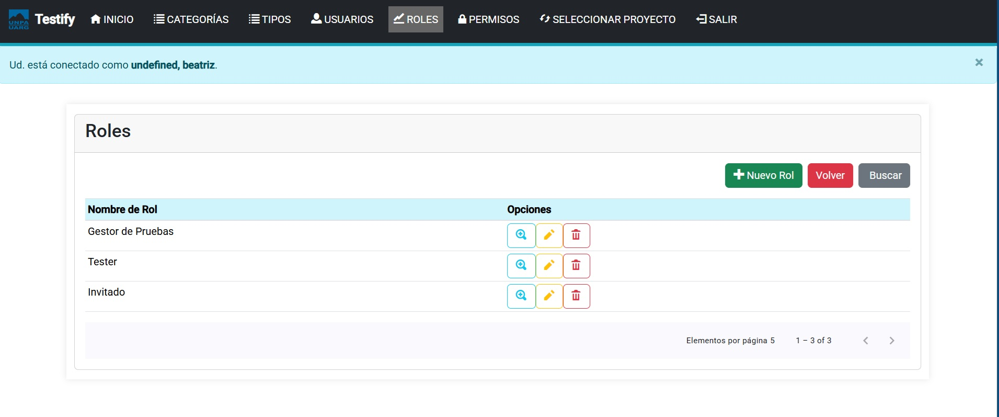 UNPA
UARG
Testify
INICIO
CATEGORÍAS
TIPOS
USUARIOS
ROLES
PERMISOS
SELECCIONAR PROYECTO
SALIR
Ud. está conectado como undefined, beatriz.
×
Roles
Nuevo Rol
Volver
Buscar
Nombre de Rol Opciones
Gestor de Pruebas
Tester
Invitado
Elementos por página 5 1 – 3 of 3